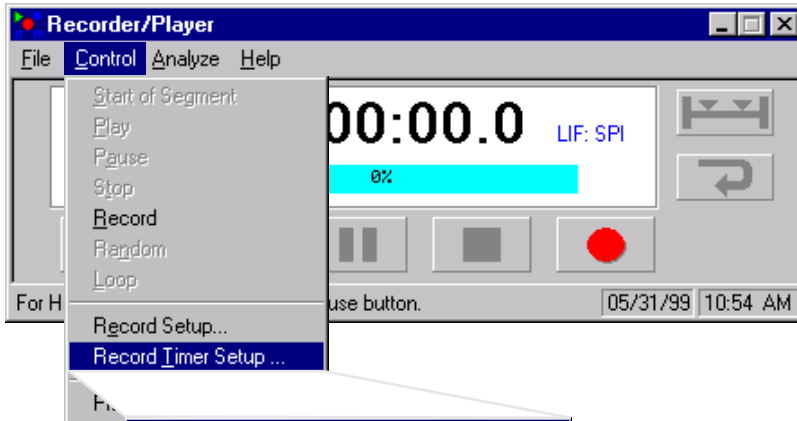 Recorder/Player
File Control Analyze Help
Start of Segment
Play
Pause
Stop
Record
Random
Loop
Record Setup...
Record Timer Setup ...
00:00.0 LIF: SPI
0%
use button. 05/31/99 10:54 AM
For H